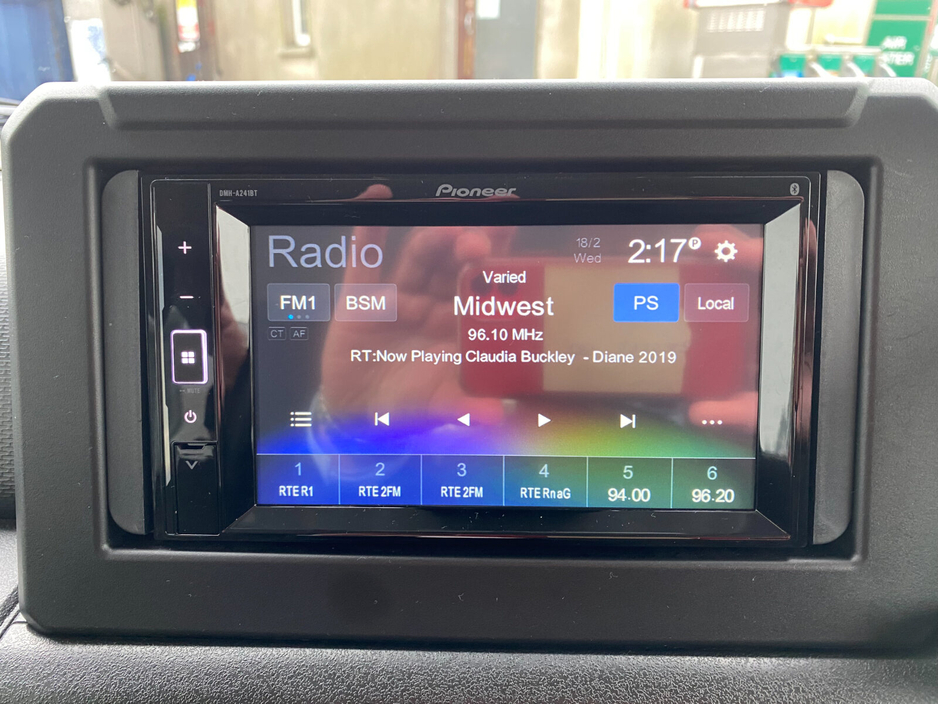 AIR
DMH-A241BT
Pioneer
Radio
18/2
Wed
2:17 P
Varied
FM1
BSM
Midwest
PS
Local
CT
AF
96.10 MHz
RT:Now Playing Claudia Buckley - Diane 2019
MUTE
1
2
3
4
5
6
RTE R1
RTE 2FM
RTE 2FM
RTE RnaG
94.00
96.20